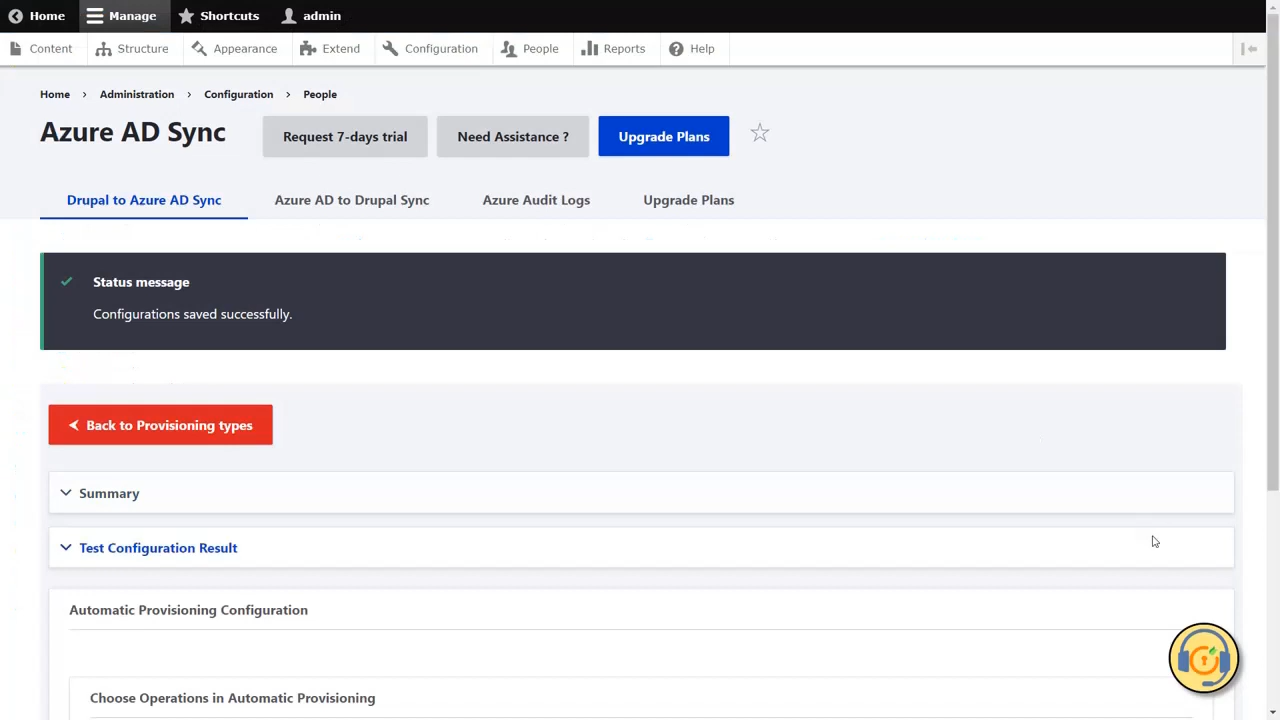 Home Manage Shortcuts admin
Content Structure Appearance Extend Configuration People Reports Help
Home › Administration › Configuration › People
Azure AD Sync Request 7-days trial Need Assistance ? Upgrade Plans
Drupal to Azure AD Sync Azure AD to Drupal Sync Azure Audit Logs Upgrade Plans
Status message
Configurations saved successfully.
Back to Provisioning types
Summary
Test Configuration Result
Automatic Provisioning Configuration
Choose Operations in Automatic Provisioning